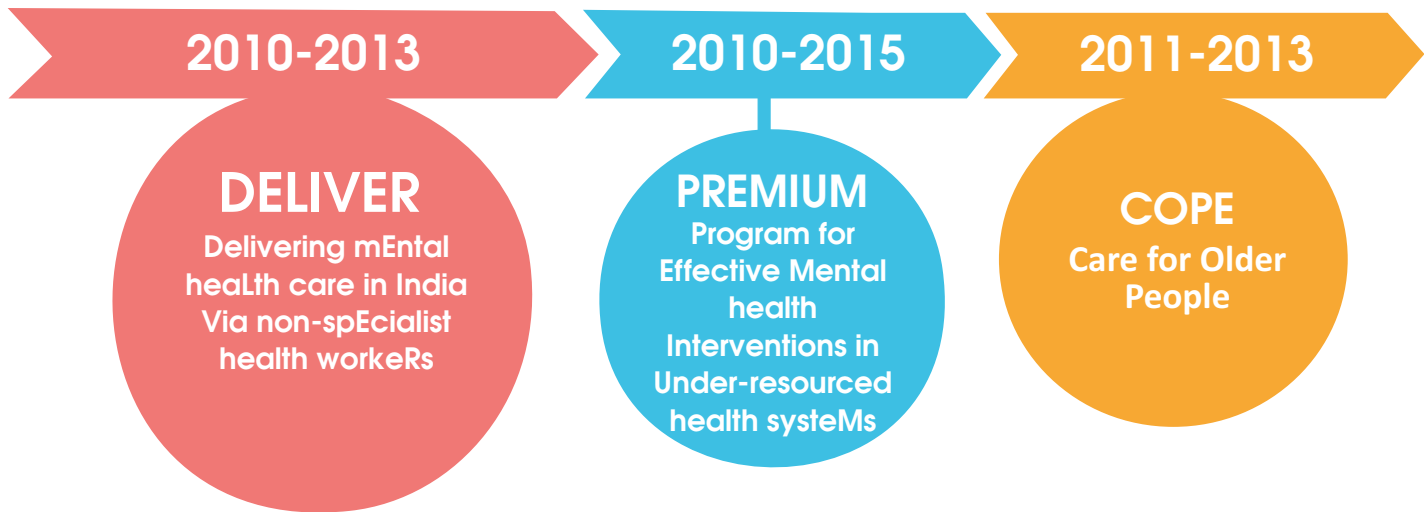 2010-2013
DELIVER
Delivering mEntal
heaLth care in India
Via non-spEcialist
health workeRs
2010-2015
PREMIUM
Program for
Effective Mental
health
Interventions in
Under-resourced
health systeMs
2011-2013
COPE
Care for Older
People